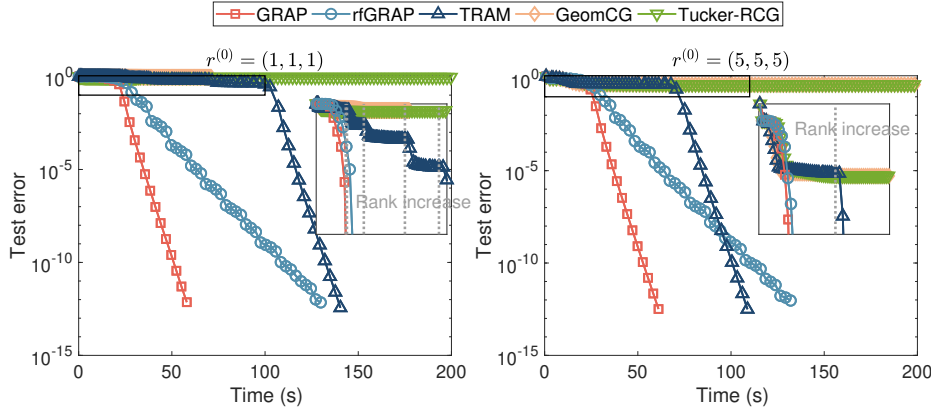 GRAP rfGRAP TRAM GeomCG Tucker-RCG
r^(0) = (1, 1, 1)
10^0
10^-5
10^-10
10^-15
0 50 100 150 200
Time (s)
Test error
Rank increase
r^(0) = (5, 5, 5)
10^0
10^-5
10^-10
10^-15
0 50 100 150 200
Time (s)
Test error
Rank increase